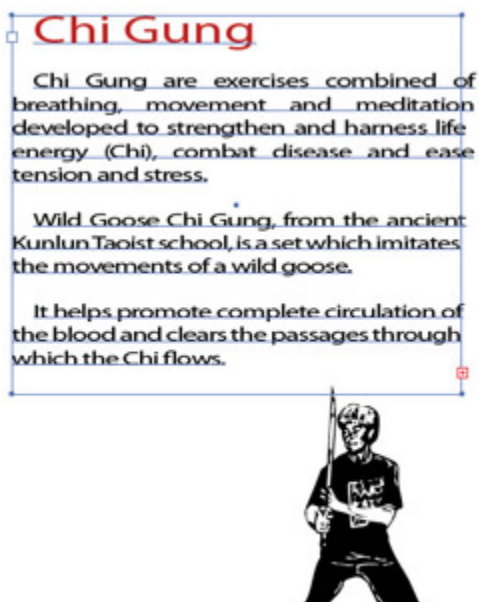 Chi Gung
Chi Gung are exercises combined of
breathing, movement and meditation
developed to strengthen and harness life
energy (Chi), combat disease and ease
tension and stress.
Wild Goose Chi Gung, from the ancient
Kunlun Taoist school, is a set which imitates
the movements of a wild goose.
It helps promote complete circulation of
the blood and clears the passages through
which the Chi flows.